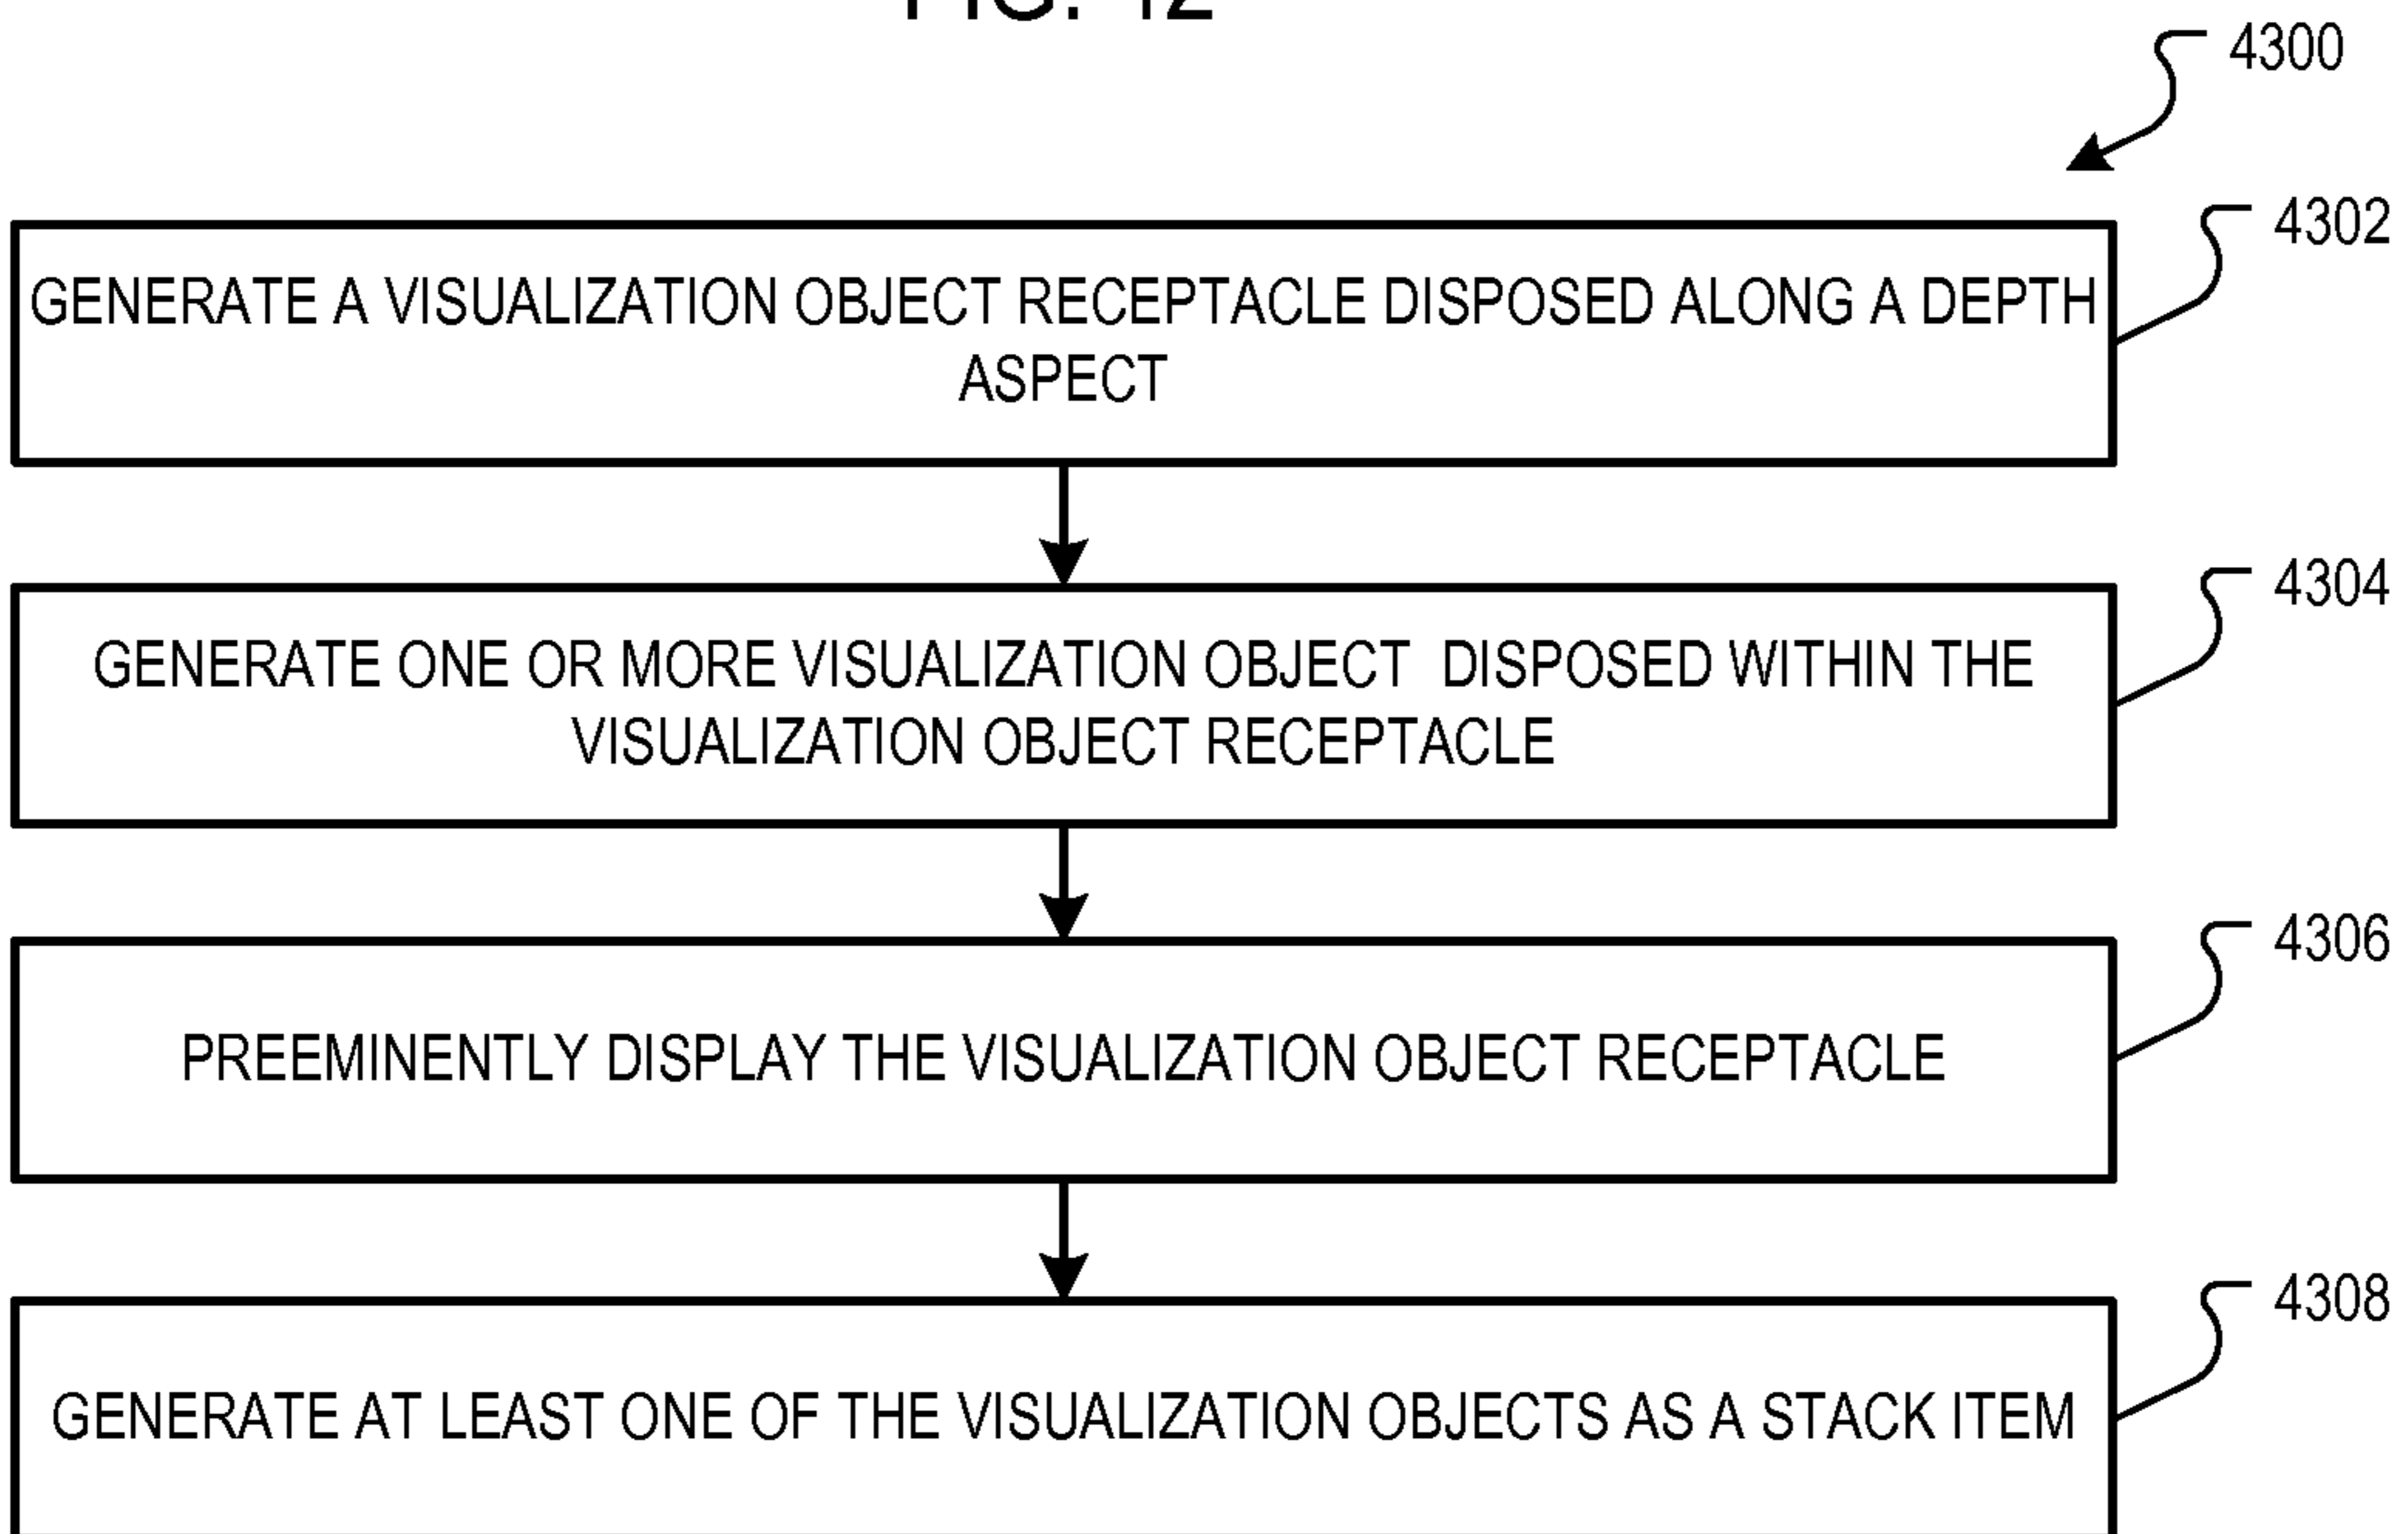 FIG. 42
4300
4302
GENERATE A VISUALIZATION OBJECT RECEPTACLE DISPOSED ALONG A DEPTH
ASPECT
4304
GENERATE ONE OR MORE VISUALIZATION OBJECT DISPOSED WITHIN THE
VISUALIZATION OBJECT RECEPTACLE
4306
PREEMINENTLY DISPLAY THE VISUALIZATION OBJECT RECEPTACLE
4308
GENERATE AT LEAST ONE OF THE VISUALIZATION OBJECTS AS A STACK ITEM